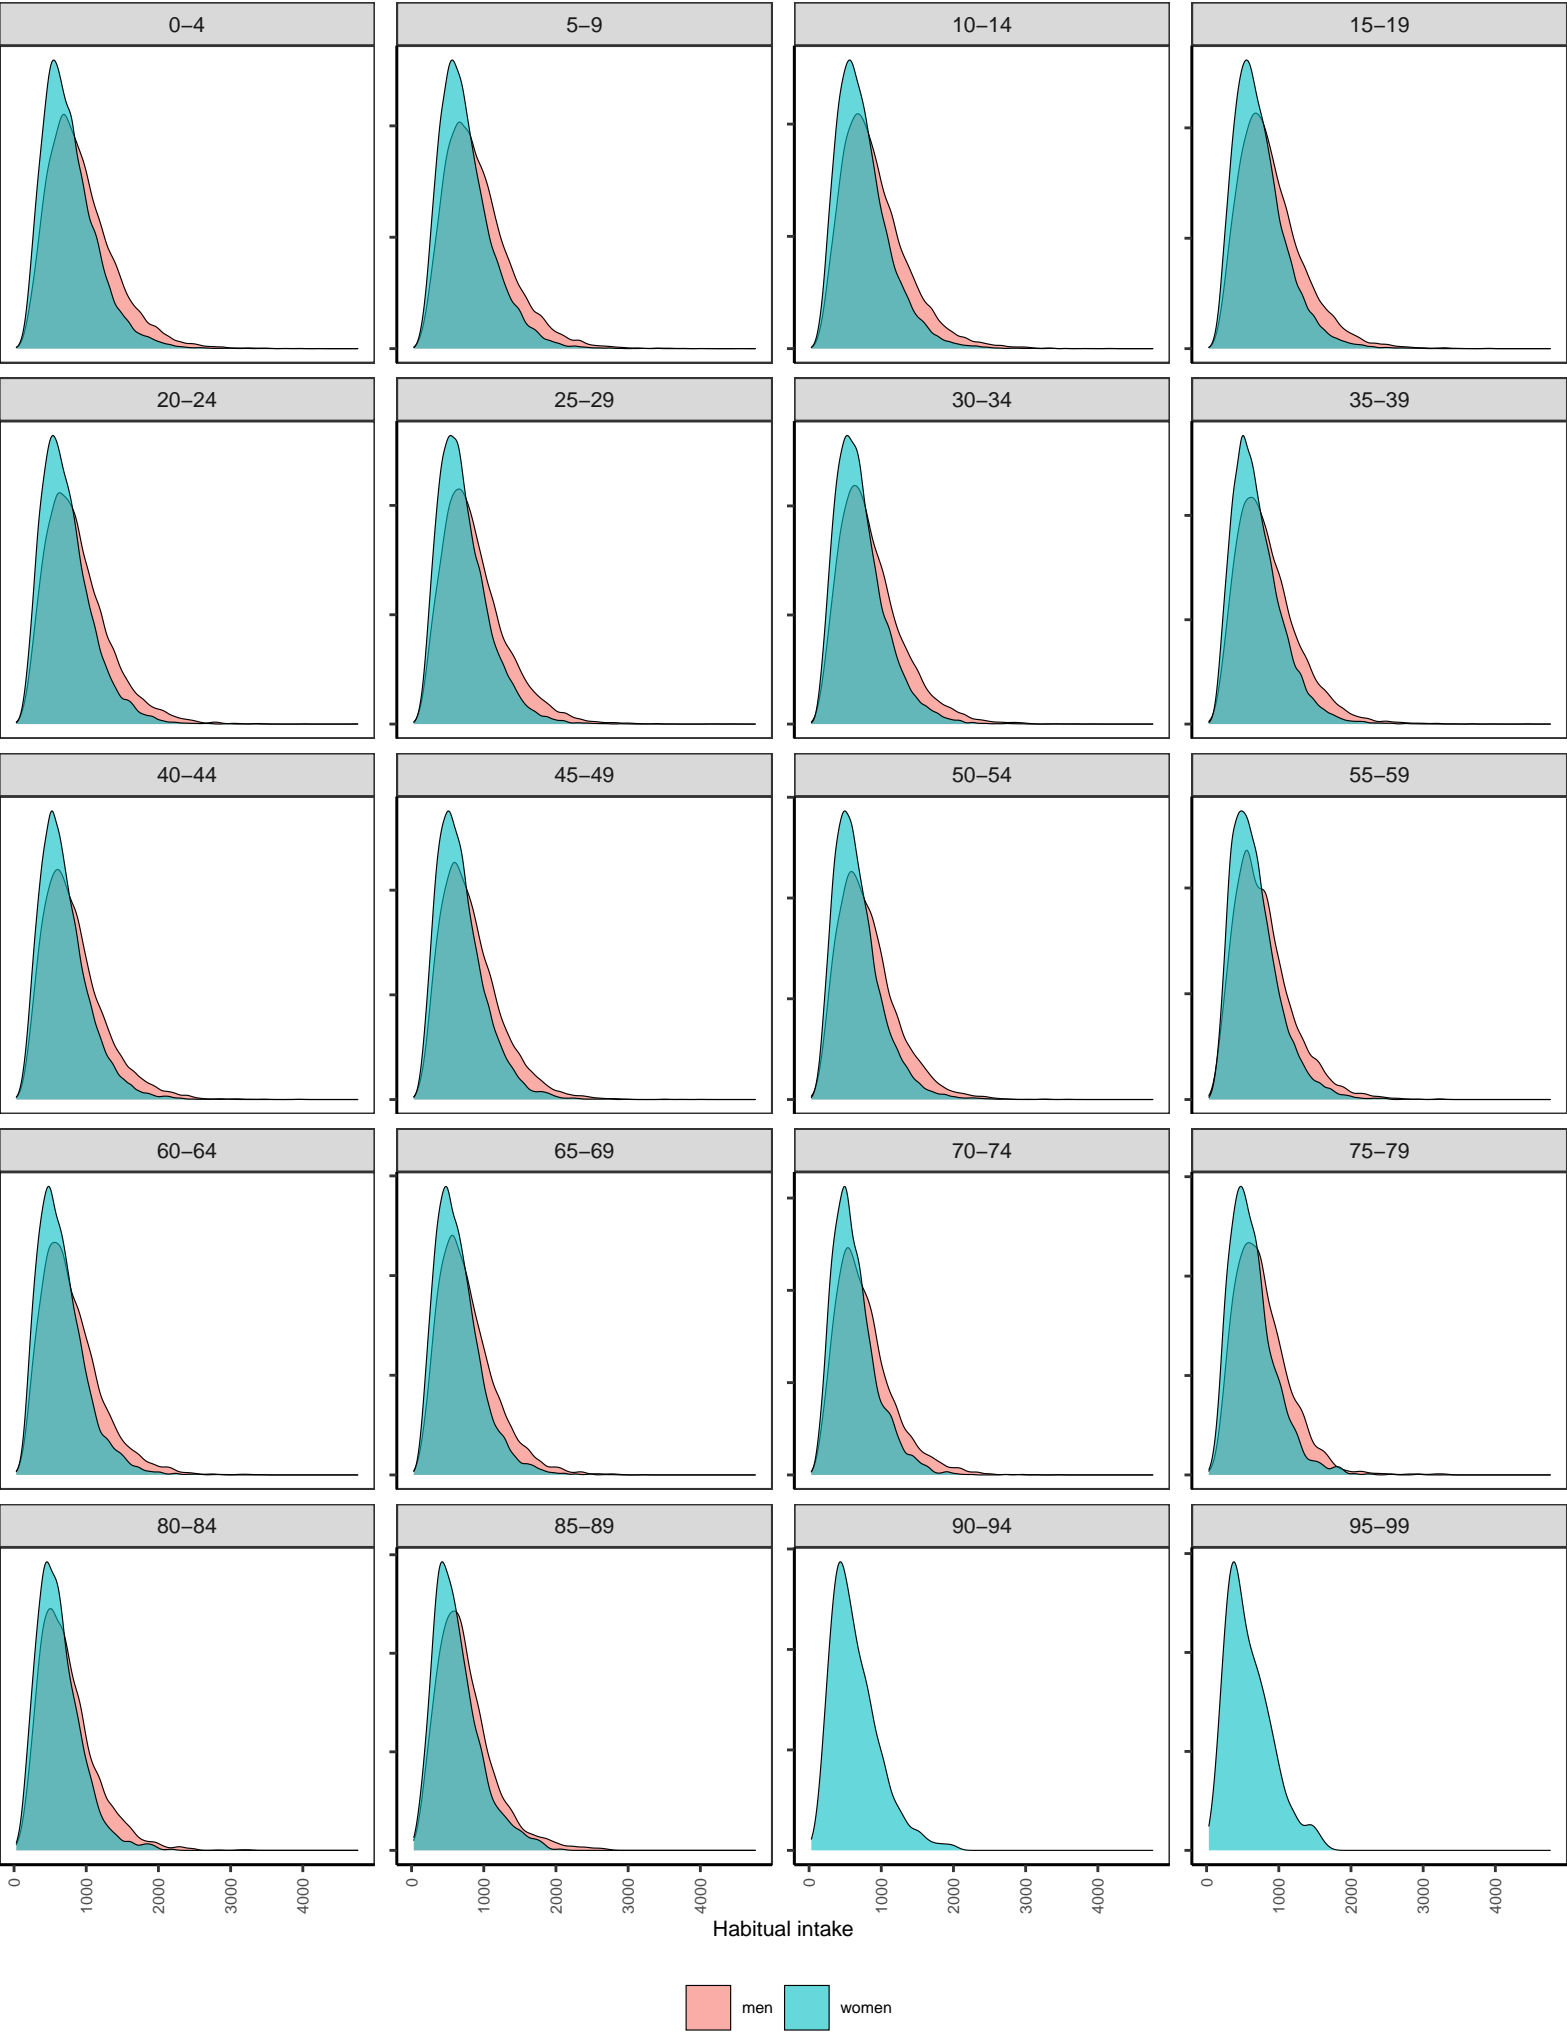 0–4 5–9 10–14 15–19
20–24 25–29 30–34 35–39
40–44 45–49 50–54 55–59
60–64 65–69 70–74 75–79
80–84 85–89 90–94 95–99
0 1000 2000 3000 4000 0 1000 2000 3000 4000 0 1000 2000 3000 4000 0 1000 2000 3000 4000
Habitual intake
men women